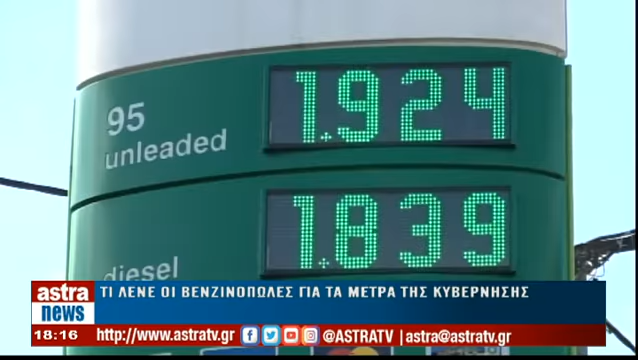 95
unleaded
1.924
diesel
1.839
astra
news
ΤΙ ΛΕΝΕ ΟΙ ΒΕΝΖΙΝΟΠΩΛΕΣ ΓΙΑ ΤΑ ΜΕΤΡΑ ΤΗΣ ΚΥΒΕΡΝΗΣΗΣ
18:16 http://www.astratv.gr @ASTRATV | astra@astratv.gr